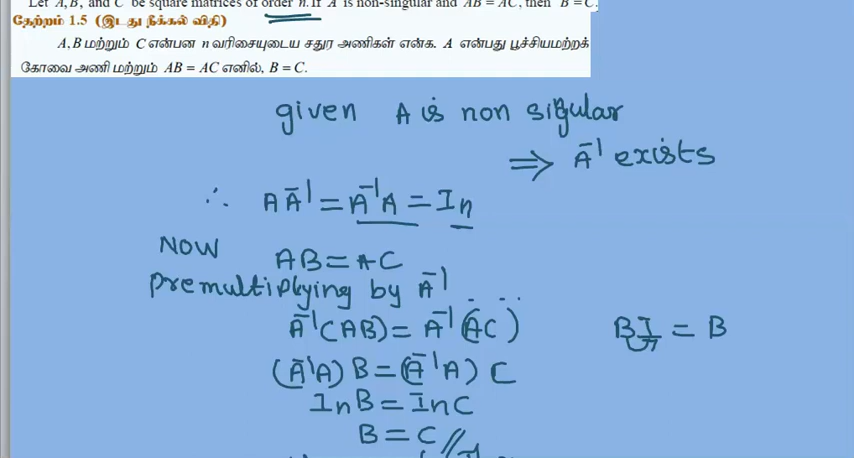 Let A, B, and C be square matrices of order n. If A is non-singular and AB = AC, then B = C.
தேற்றம் 1.5 (இடது நீக்கல் விதி)
A, B மற்றும் C என்பன n வரிசையுடைய சதுர அணிகள் என்க. A என்பது பூச்சியமற்றக்
கோவை அணி மற்றும் AB = AC எனில், B = C.
given A is non singular
⇒ A⁻¹ exists
∴ A A⁻¹ = A⁻¹A = In
Now AB = AC
Premultiplying by A⁻¹
A⁻¹(AB) = A⁻¹(AC)
BI = B
(A⁻¹A) B = (A⁻¹A) C
InB = InC
B = C //